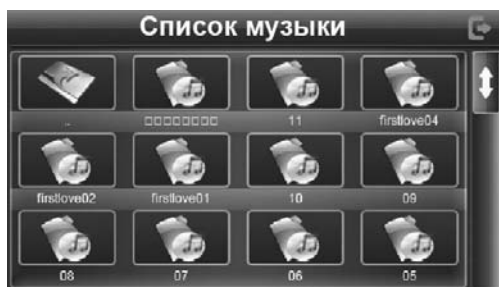 Список музыки
.. □□□□□□□□ 11 firstlove04
firstlove02 firstlove01 10 09
08 07 06 05